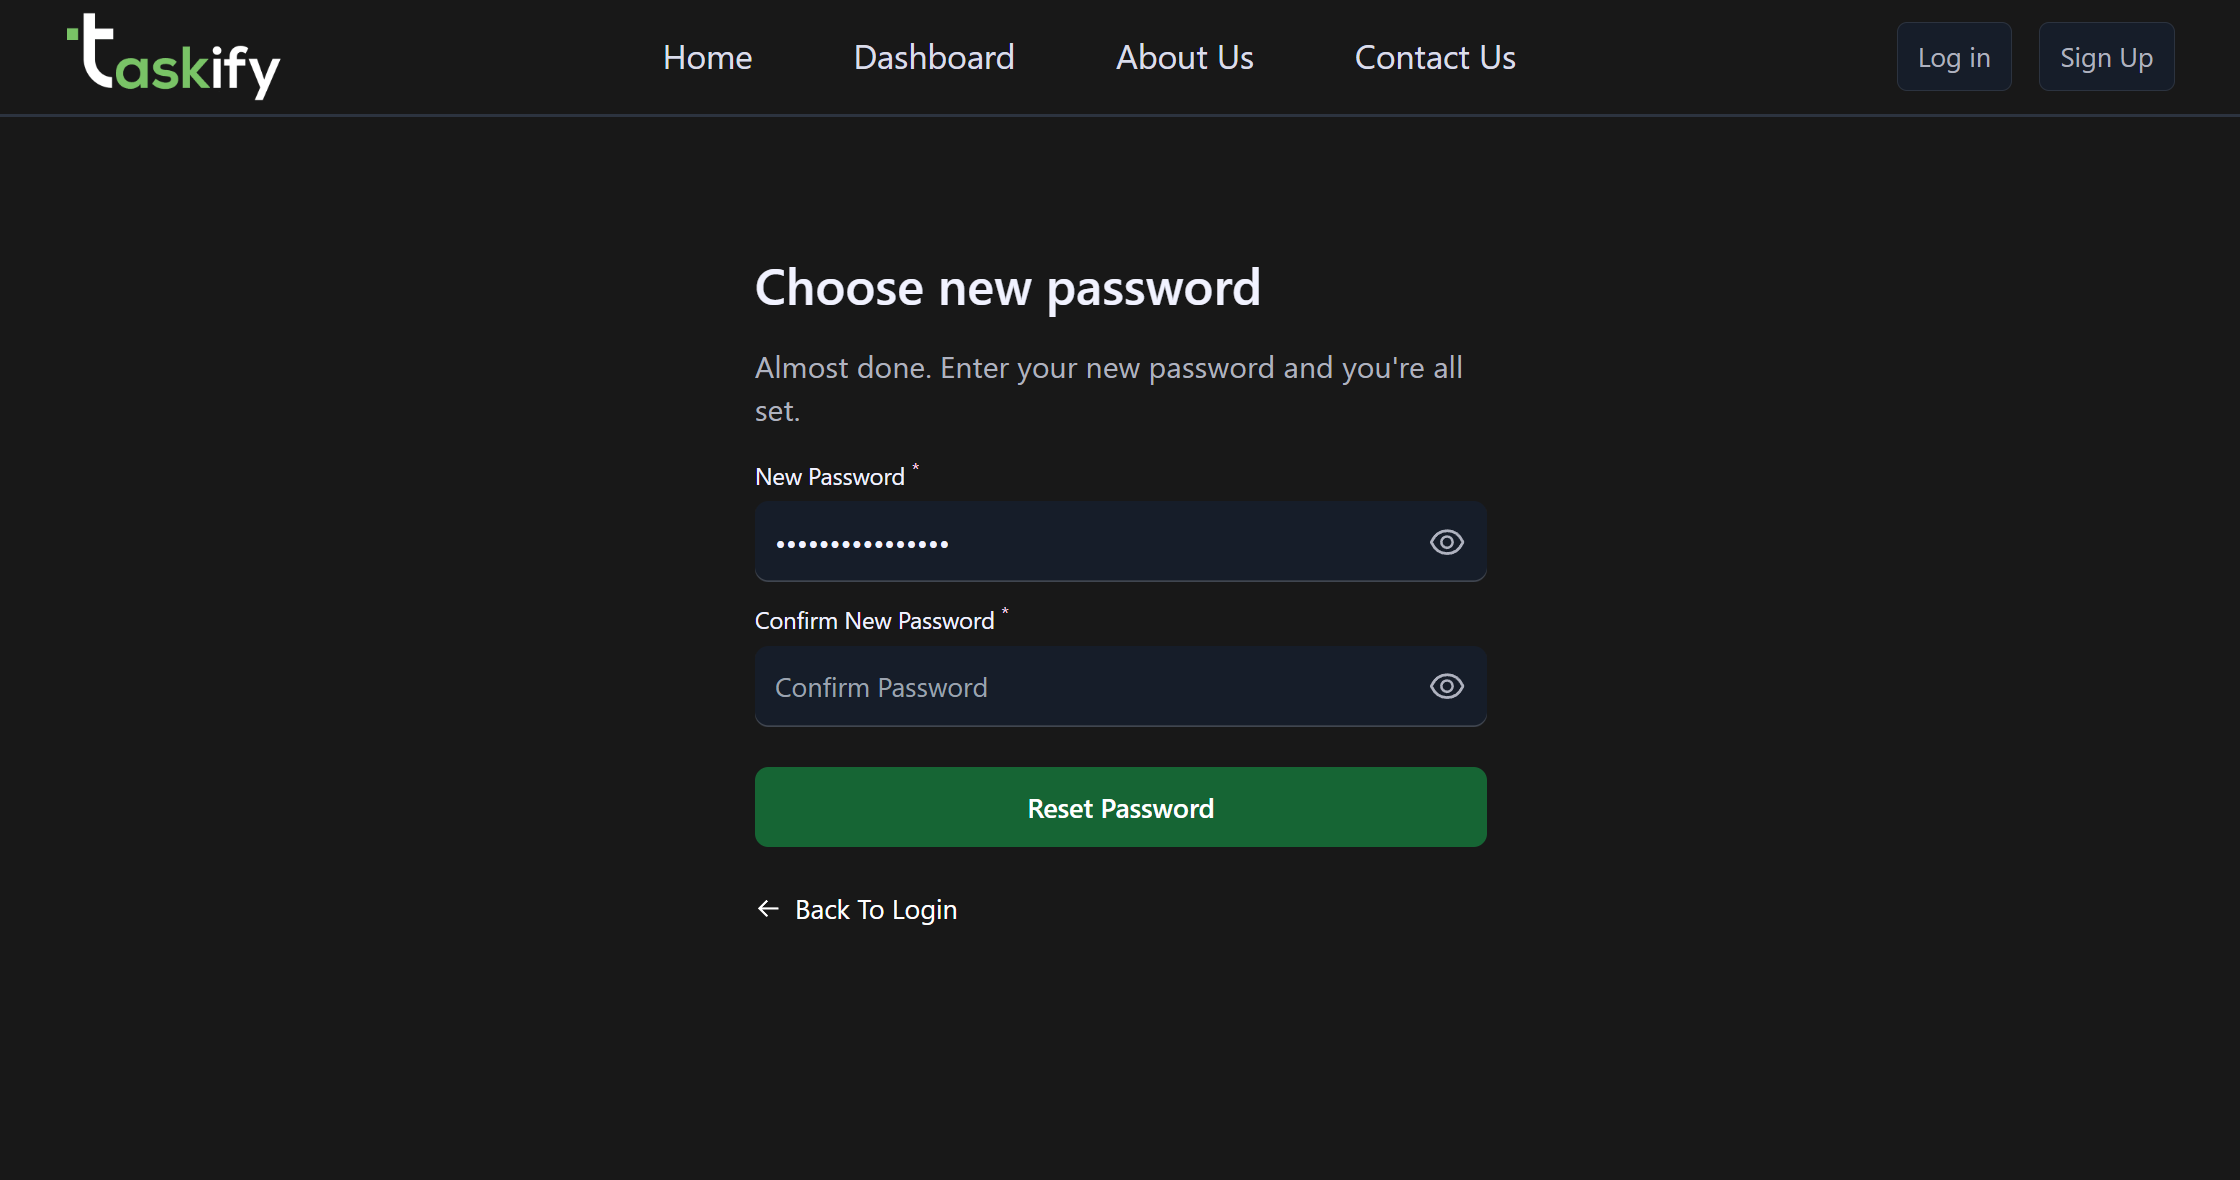 taskify
Home Dashboard About Us Contact Us Log in Sign Up
Choose new password
Almost done. Enter your new password and you're all
set.
New Password *
••••••••••••••••
Confirm New Password *
Confirm Password
Reset Password
← Back To Login